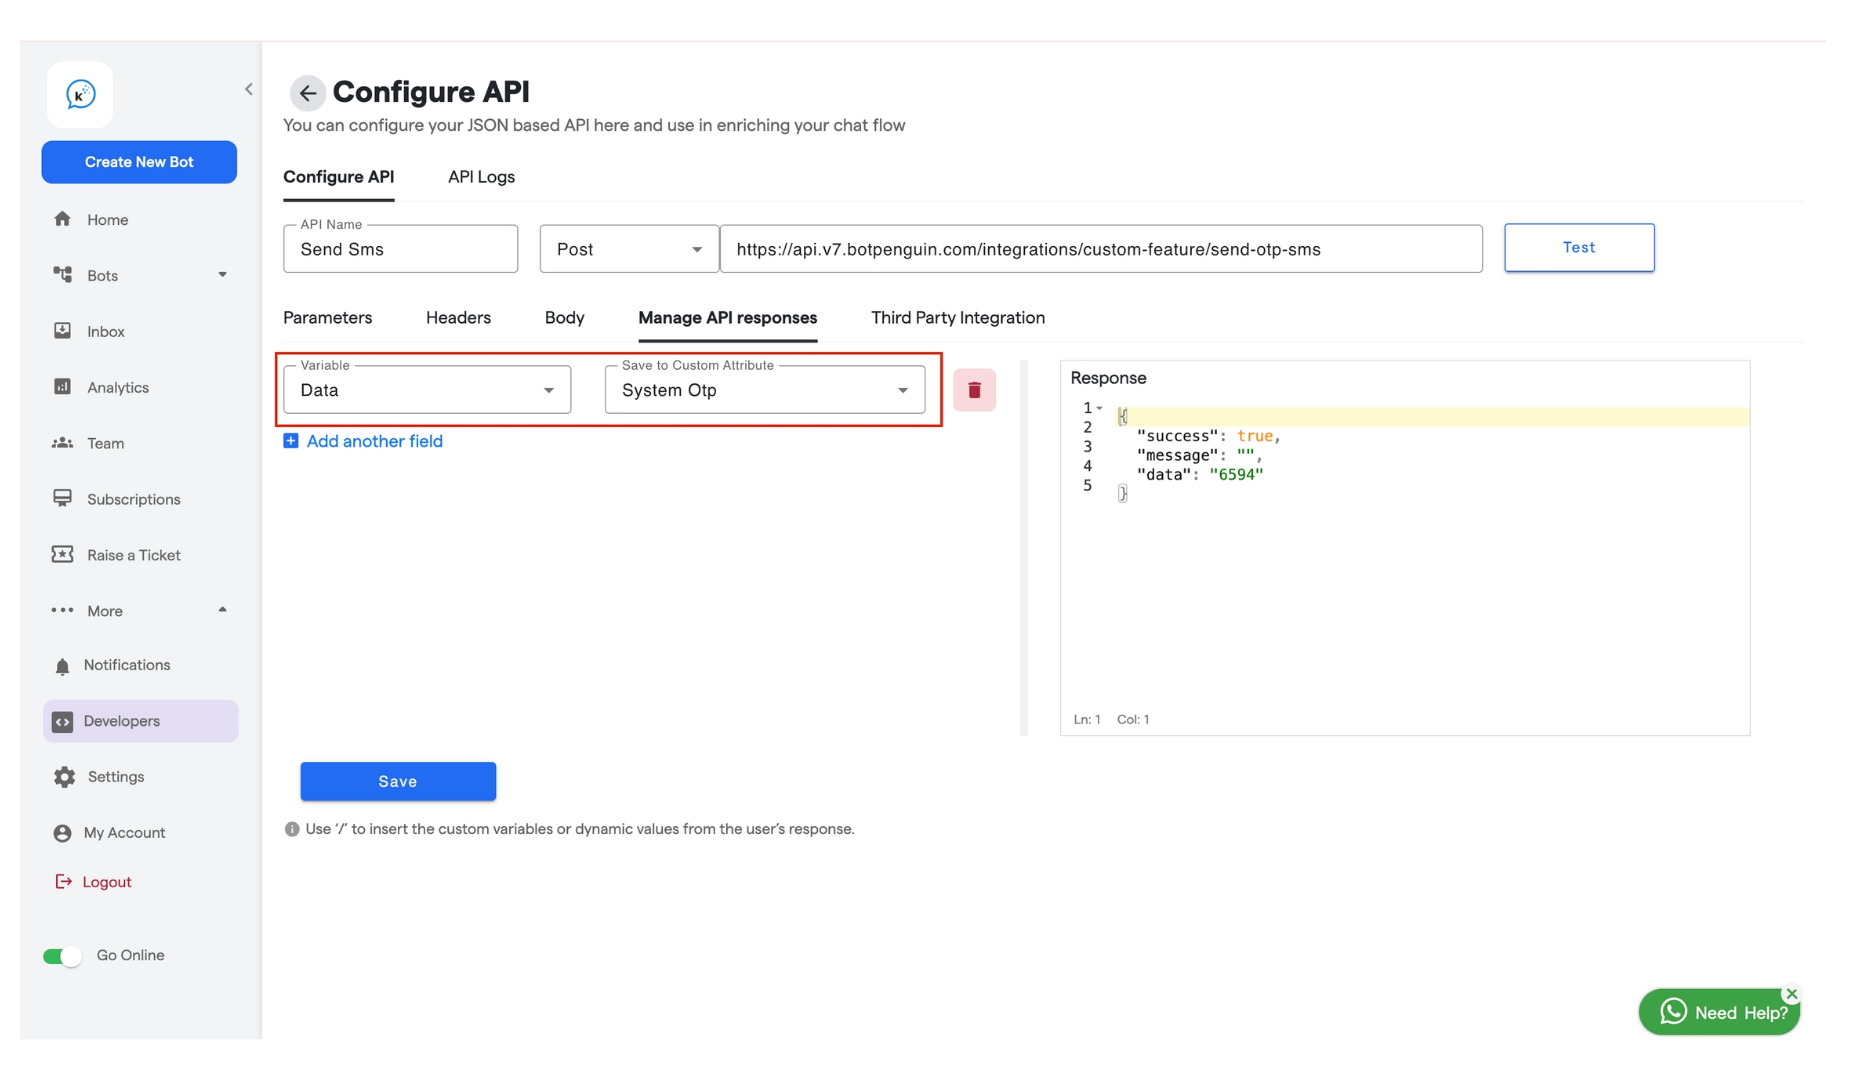 K
Create New Bot
Home
Bots
Inbox
Analytics
Team
Subscriptions
Raise a Ticket
More
Notifications
Developers
Settings
My Account
Logout
Go Online
Configure API
You can configure your JSON based API here and use in enriching your chat flow
Configure API
API Logs
API Name
Send Sms
Post
https://api.v7.botpenguin.com/integrations/custom-feature/send-otp-sms
Test
Parameters
Headers
Body
Manage API responses
Third Party Integration
Variable
Data
Save to Custom Attribute
System Otp
Add another field
Response
1 {
2 "success": true,
3 "message": "",
4 "data": "6594"
5 }
Ln: 1 Col: 1
Save
Use ‘/’ to insert the custom variables or dynamic values from the user’s response.
Need Help?